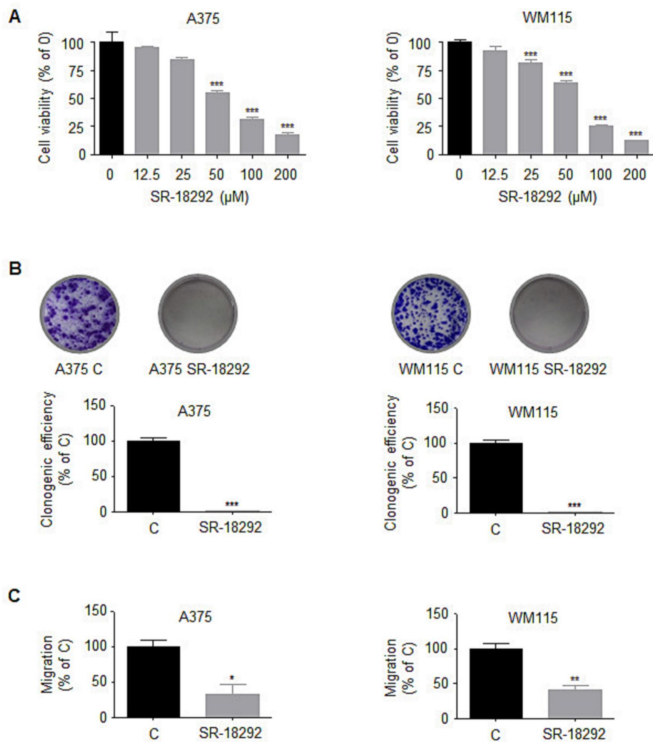 A
A375
Cell viability (% of 0)
100
75
50
25
0
***
***
***
0 12.5 25 50 100 200
SR-18292 (µM)
WM115
Cell viability (% of 0)
100
75
50
25
0
***
***
***
***
0 12.5 25 50 100 200
SR-18292 (µM)
B
A375 C
A375 SR-18292
WM115 C
WM115 SR-18292
A375
Clonogenic efficiency
(% of C)
150
100
50
0
***
C SR-18292
WM115
Clonogenic efficiency
(% of C)
150
100
50
0
***
C SR-18292
C
A375
Migration
(% of C)
150
100
50
0
*
C SR-18292
WM115
Migration
(% of C)
150
100
50
0
**
C SR-18292